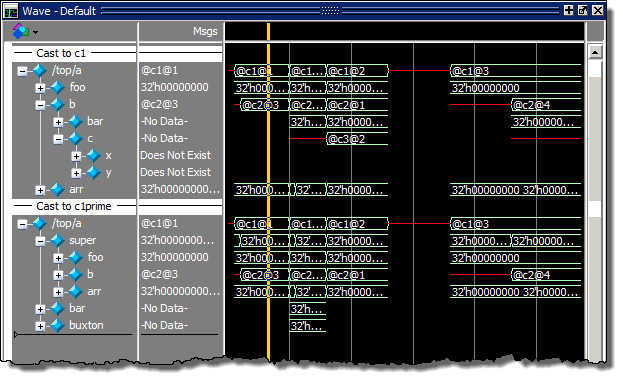 Wave - Default
Msgs
Cast to c1
/top/a @c1@1 @c1@1 @c1... @c1@2 @c1@3
foo 32'h00000000 32'h0000... 32'... 32'h0000... 32'h00000000
b @c2@3 @c2@3 @c2... @c2@1 @c2@4
bar -No Data- 32'h... 32'h0000... 32'h0000...
c -No Data- @c3@2
x Does Not Exist
y Does Not Exist
arr 32'h000000... 32'h000... 32'... 32'h0000... 32'h00000000 32'h000...
Cast to c1prime
/top/a @c1@1 @c1@1 @c1... @c1@2 @c1@3
super 32'h0000000... 32'h000... 32'... 32'h0000... 32'h0000... 32'h0000...
foo 32'h00000000 32'h0000... 32'... 32'h0000... 32'h00000000
b @c2@3 @c2@3 @c2... @c2@1 @c2@4
arr 32'h0000000... 32'h000... 32'... 32'h0000... 32'h00000000 32'h000...
bar -No Data- 32'h...
buxton -No Data- 32'h...